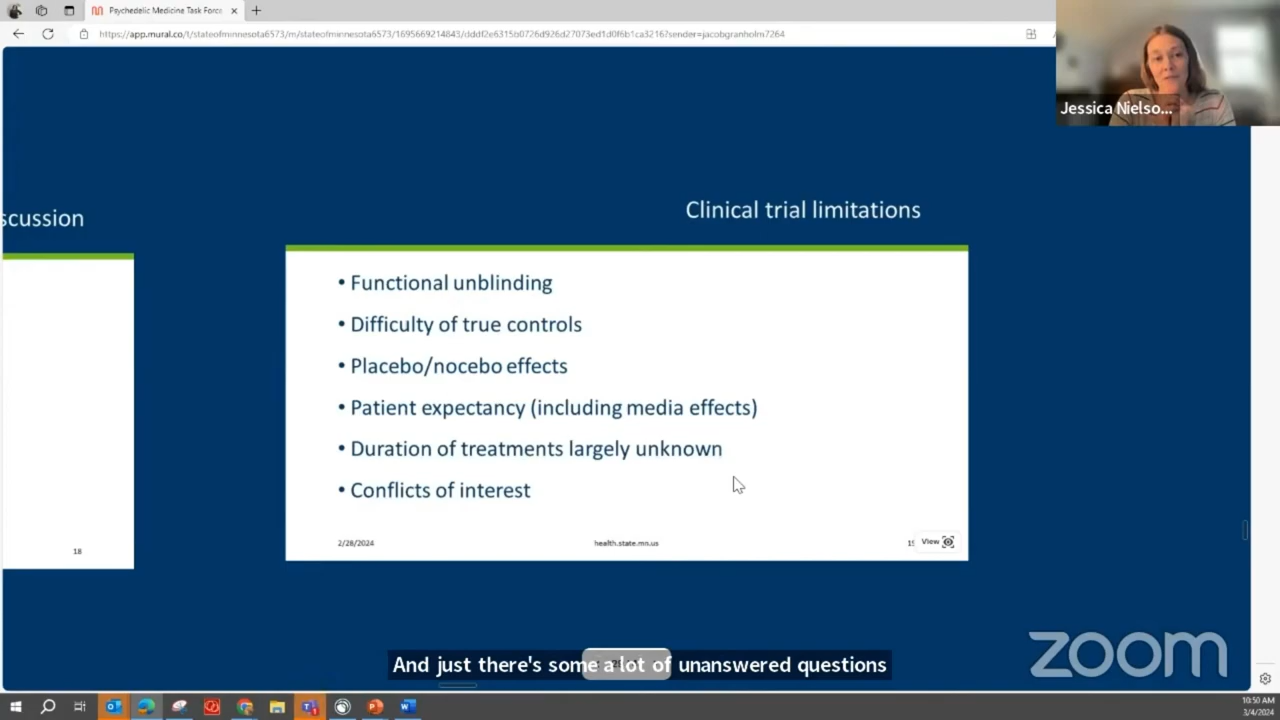 Psychedelic Medicine Task Force
https://app.mural.co/t/stateofminnesota6573/m/stateofminnesota6573/1695669214843/dddf2e6315b0726d926d27073ed1d0f6b1ca3216?sender=jacobgranholm7264
Jessica Nielso...
scussion
Clinical trial limitations
• Functional unblinding
• Difficulty of true controls
• Placebo/nocebo effects
• Patient expectancy (including media effects)
• Duration of treatments largely unknown
• Conflicts of interest
18
2/28/2024
health.state.mn.us
View
zoom
And just there's some a lot of unanswered questions
10:50 AM
3/4/2024